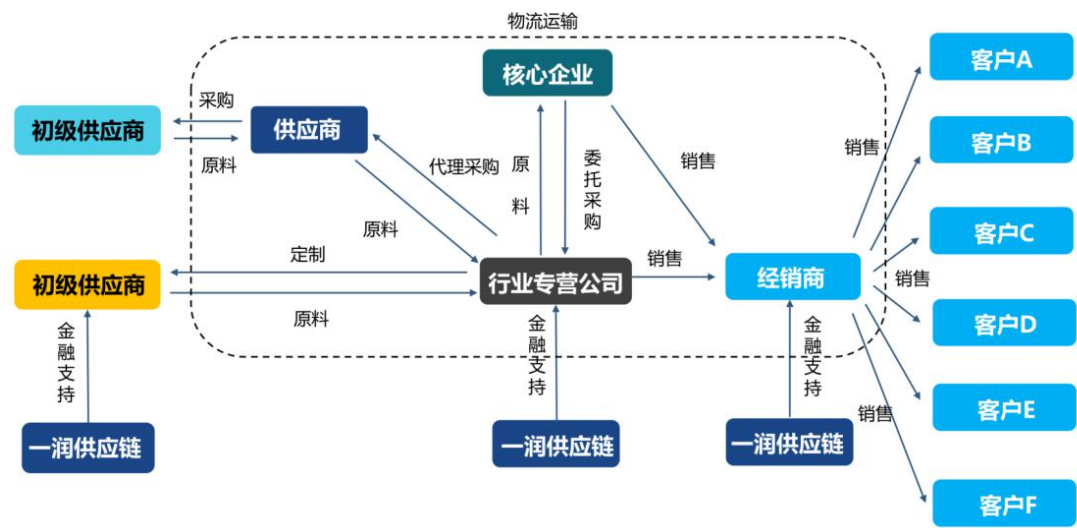 物流运输
核心企业
客户A
采购
初级供应商
供应商
客户B
原料
代理采购
原料
委托采购
销售
销售
原料
客户C
定制
销售
初级供应商
行业专营公司
经销商
销售
原料
客户D
金融支持
金融支持
金融支持
客户E
销售
一润供应链
一润供应链
一润供应链
客户F